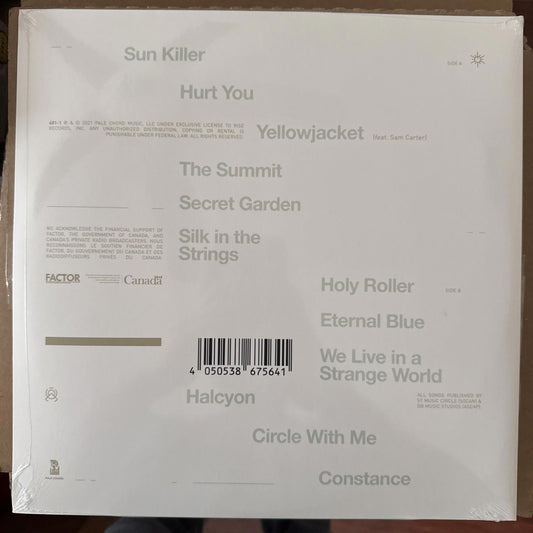 Sun Killer
SIDE A
Hurt You
681-1 ℗ & © 2021 PALE CHORD MUSIC, LLC UNDER EXCLUSIVE LICENSE TO RISE
RECORDS, INC. ANY UNAUTHORIZED DISTRIBUTION, COPYING OR RENTAL IS
PUNISHABLE UNDER FEDERAL LAW. ALL RIGHTS RESERVED.
Yellowjacket (feat. Sam Carter)
The Summit
Secret Garden
WE ACKNOWLEDGE THE FINANCIAL SUPPORT OF
FACTOR, THE GOVERNMENT OF CANADA, AND
CANADA'S PRIVATE RADIO BROADCASTERS. NOUS
RECONNAISSONS LE SOUTIEN FINANCIER DE
FACTOR, DU GOUVERNEMENT DU CANADA ET DES
RADIODIFFUSEURS PRIVÉS DU CANADA.
Silk in the
Strings
FACTOR
Canada
Holy Roller
SIDE B
Eternal Blue
We Live in a
Strange World
4 050538 675641
Halcyon
ALL SONGS PUBLISHED BY
ST MUSIC CIRCLE (SOCAN) &
DB MUSIC STUDIOS (ASCAP)
Circle With Me
Constance
PALE CHORD